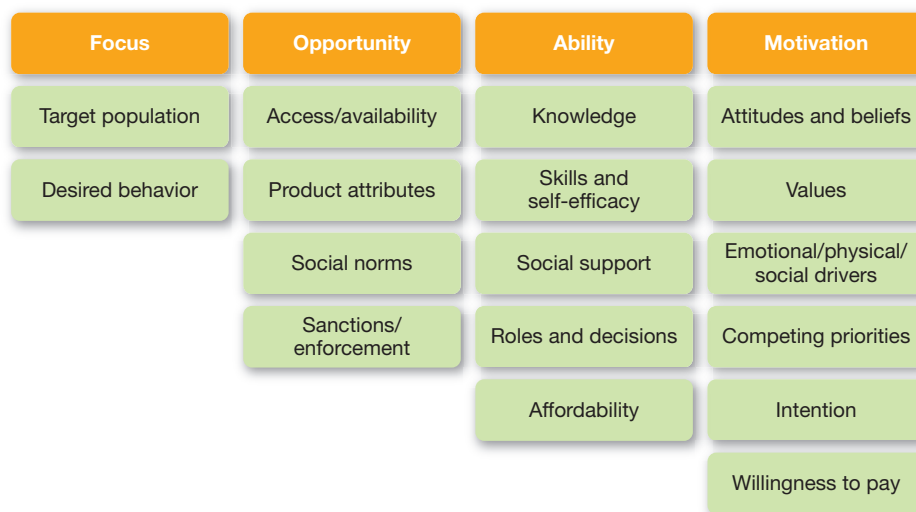 Focus
Target population
Desired behavior
Opportunity
Access/availability
Product attributes
Social norms
Sanctions/
enforcement
Ability
Knowledge
Skills and
self-efficacy
Social support
Roles and decisions
Affordability
Motivation
Attitudes and beliefs
Values
Emotional/physical/
social drivers
Competing priorities
Intention
Willingness to pay